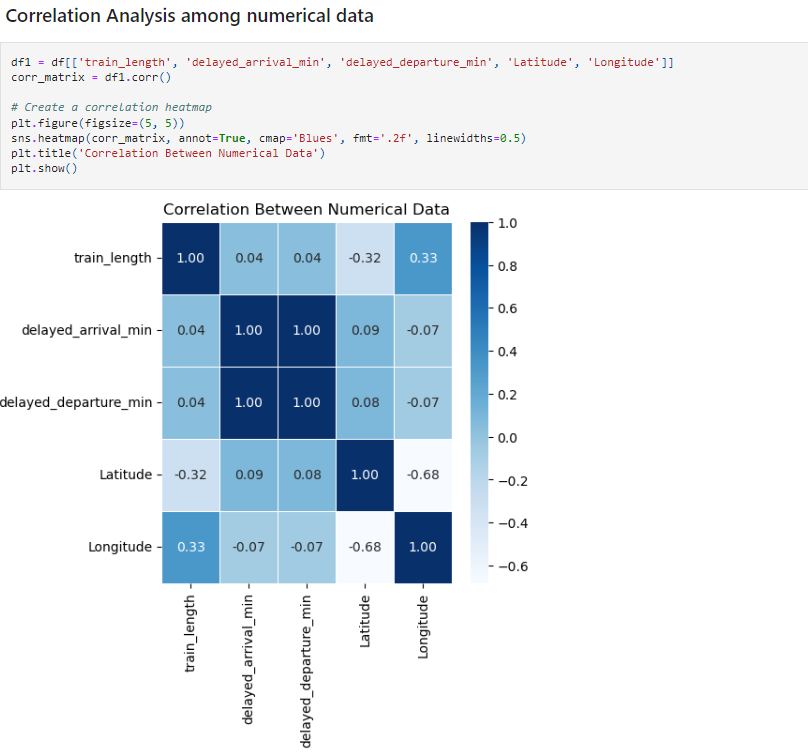 Correlation Analysis among numerical data
df1 = df[['train_length', 'delayed_arrival_min', 'delayed_departure_min', 'Latitude', 'Longitude']]
corr_matrix = df1.corr()
# Create a correlation heatmap
plt.figure(figsize=(5, 5))
sns.heatmap(corr_matrix, annot=True, cmap='Blues', fmt='.2f', linewidths=0.5)
plt.title('Correlation Between Numerical Data')
plt.show()
Correlation Between Numerical Data
train_length 1.00 0.04 0.04 -0.32 0.33
delayed_arrival_min 0.04 1.00 1.00 0.09 -0.07
delayed_departure_min 0.04 1.00 1.00 0.08 -0.07
Latitude -0.32 0.09 0.08 1.00 -0.68
Longitude 0.33 -0.07 -0.07 -0.68 1.00
train_length
delayed_arrival_min
delayed_departure_min
Latitude
Longitude
1.0
0.8
0.6
0.4
0.2
0.0
−0.2
−0.4
−0.6